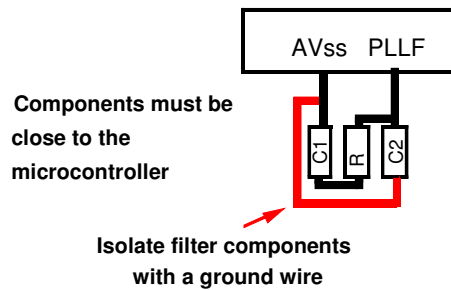 AVss PLLF
Components must be
close to the
microcontroller
C1 R C2
Isolate filter components
with a ground wire